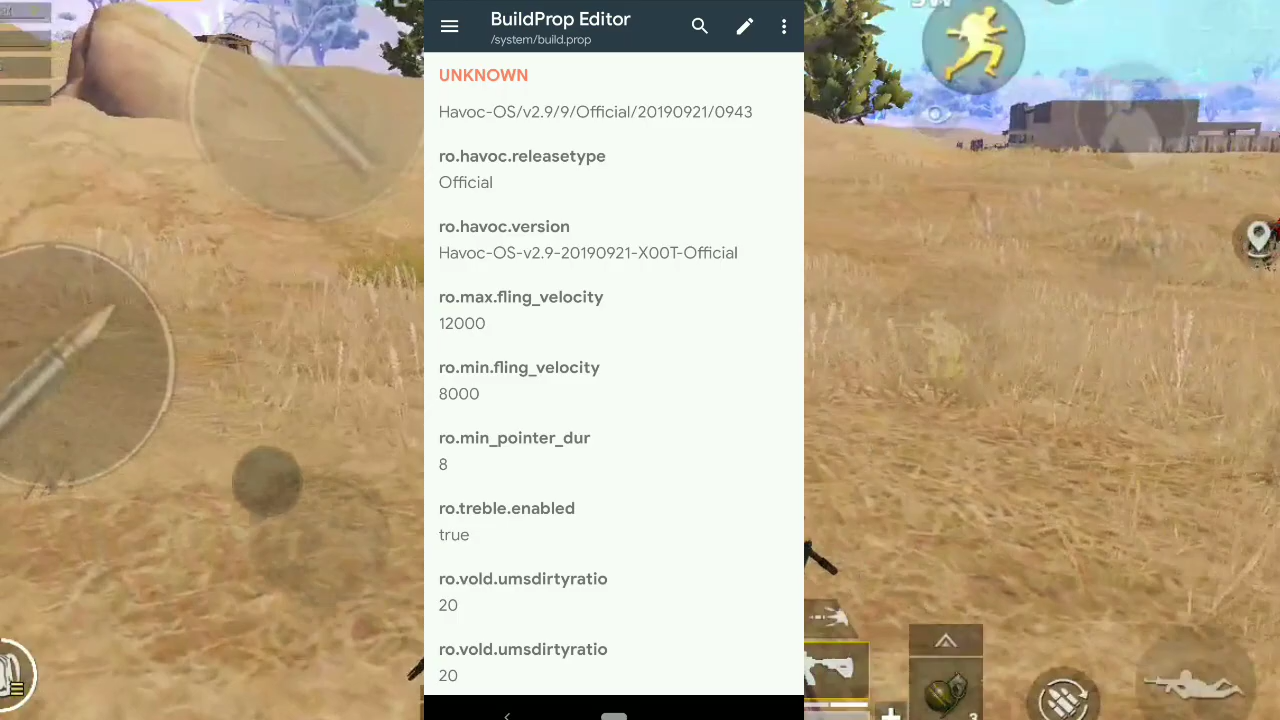 BuildProp Editor
/system/build.prop
UNKNOWN
Havoc-OS/v2.9/9/Official/20190921/0943
ro.havoc.releasetype
Official
ro.havoc.version
Havoc-OS-v2.9-20190921-X00T-Official
ro.max.fling_velocity
12000
ro.min.fling_velocity
8000
ro.min_pointer_dur
8
ro.treble.enabled
true
ro.vold.umsdirtyratio
20
ro.vold.umsdirtyratio
20
SW
3